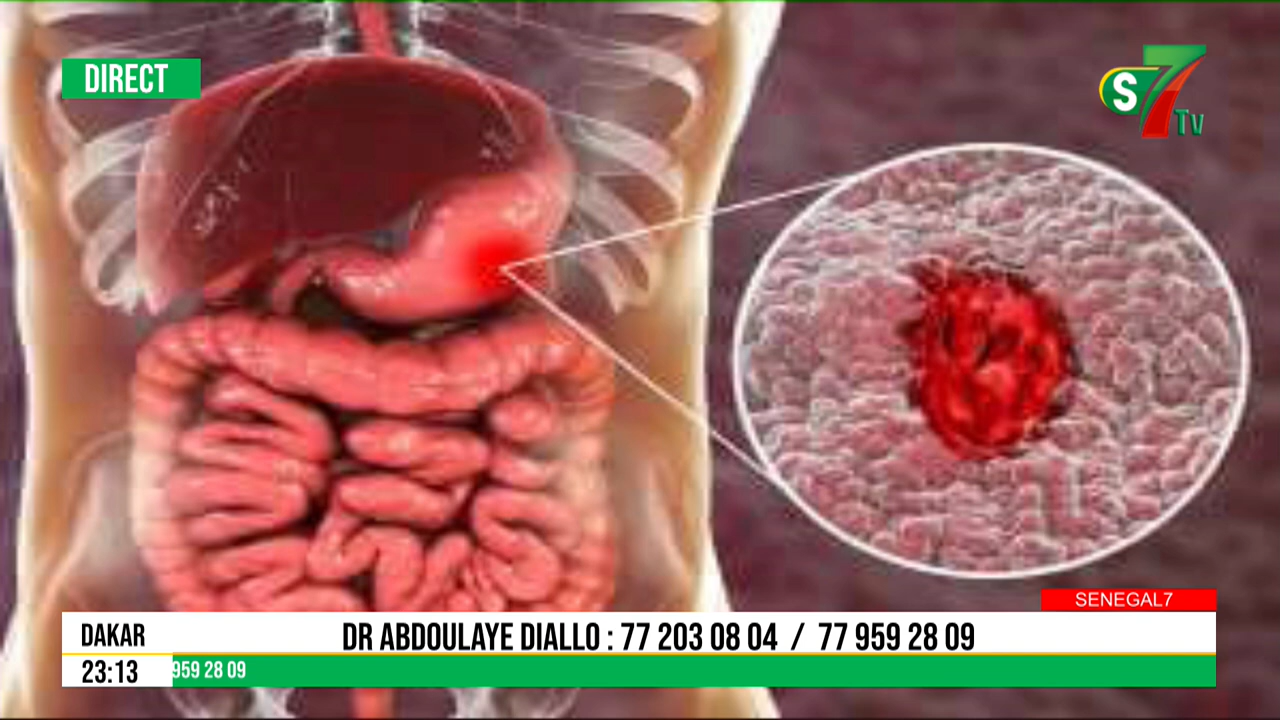 DIRECT
S7 Tv
SENEGAL7
DAKAR
DR ABDOULAYE DIALLO : 77 203 08 04 / 77 959 28 09
23:13
959 28 09